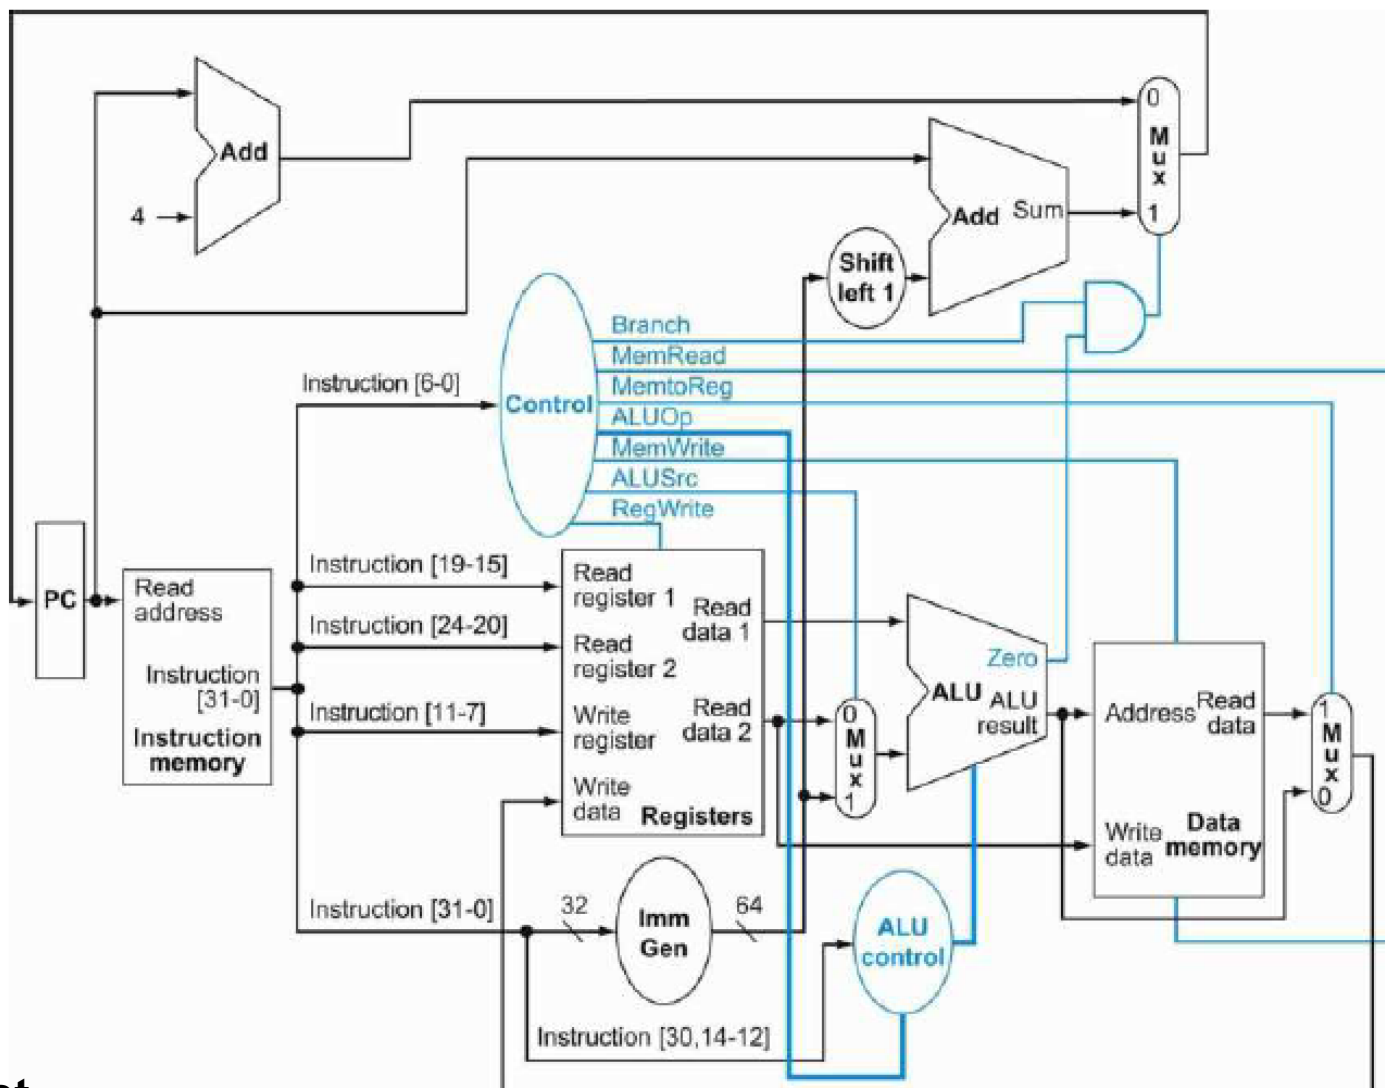 Add
4
0
Mux
1
Add Sum
Shift
left 1
Branch
MemRead
MemtoReg
ALUOp
MemWrite
ALUSrc
RegWrite
Control
Instruction [6-0]
Instruction [19-15]
Instruction [24-20]
Instruction [11-7]
Instruction [31-0]
PC
Read
address
Instruction
[31-0]
Instruction
memory
Read
register 1
Read
data 1
Read
register 2
Write
register
Read
data 2
Write
data
Registers
0
Mux
1
Zero
ALU
ALU
result
Address
Read
data
Write
data
Data
memory
1
Mux
0
32
Imm
Gen
64
ALU
control
Instruction [30,14-12]